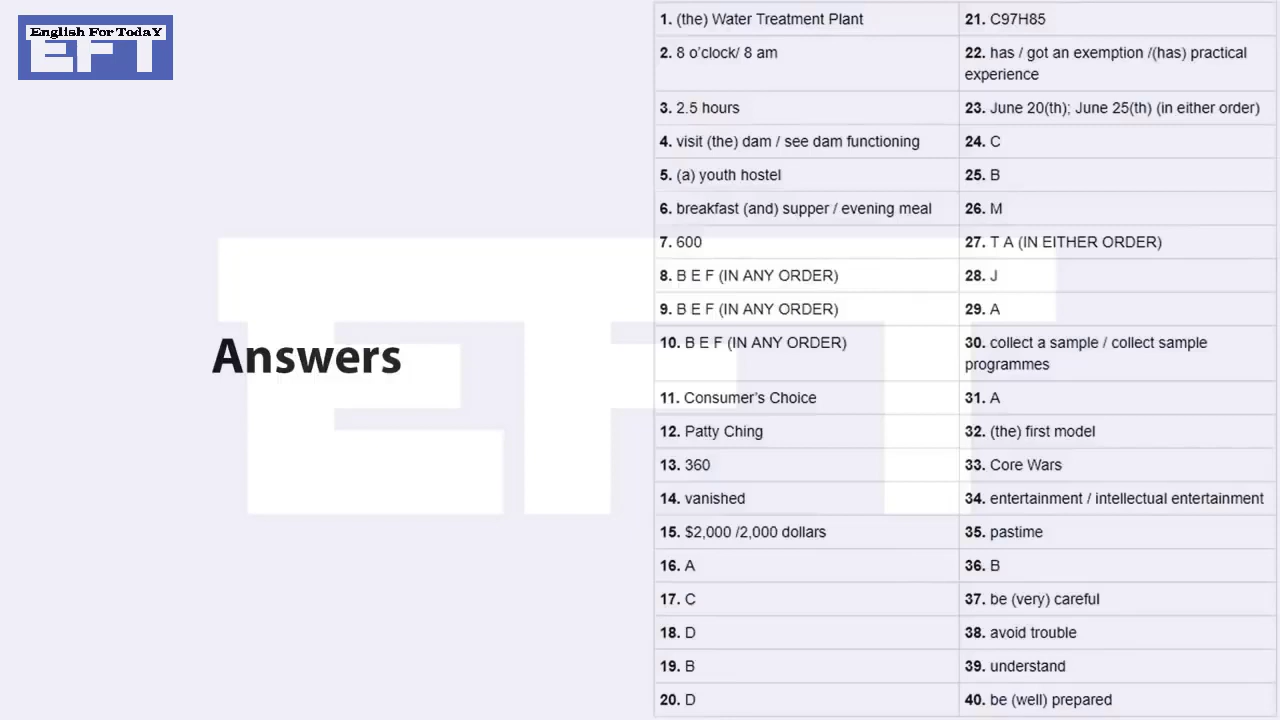 English For TodaY
EFT
Answers
1. (the) Water Treatment Plant
2. 8 o'clock/ 8 am
3. 2.5 hours
4. visit (the) dam / see dam functioning
5. (a) youth hostel
6. breakfast (and) supper / evening meal
7. 600
8. B E F (IN ANY ORDER)
9. B E F (IN ANY ORDER)
10. B E F (IN ANY ORDER)
11. Consumer's Choice
12. Patty Ching
13. 360
14. vanished
15. $2,000 /2,000 dollars
16. A
17. C
18. D
19. B
20. D
21. C97H85
22. has / got an exemption /(has) practical
experience
23. June 20(th); June 25(th) (in either order)
24. C
25. B
26. M
27. T A (IN EITHER ORDER)
28. J
29. A
30. collect a sample / collect sample
programmes
31. A
32. (the) first model
33. Core Wars
34. entertainment / intellectual entertainment
35. pastime
36. B
37. be (very) careful
38. avoid trouble
39. understand
40. be (well) prepared
EFT